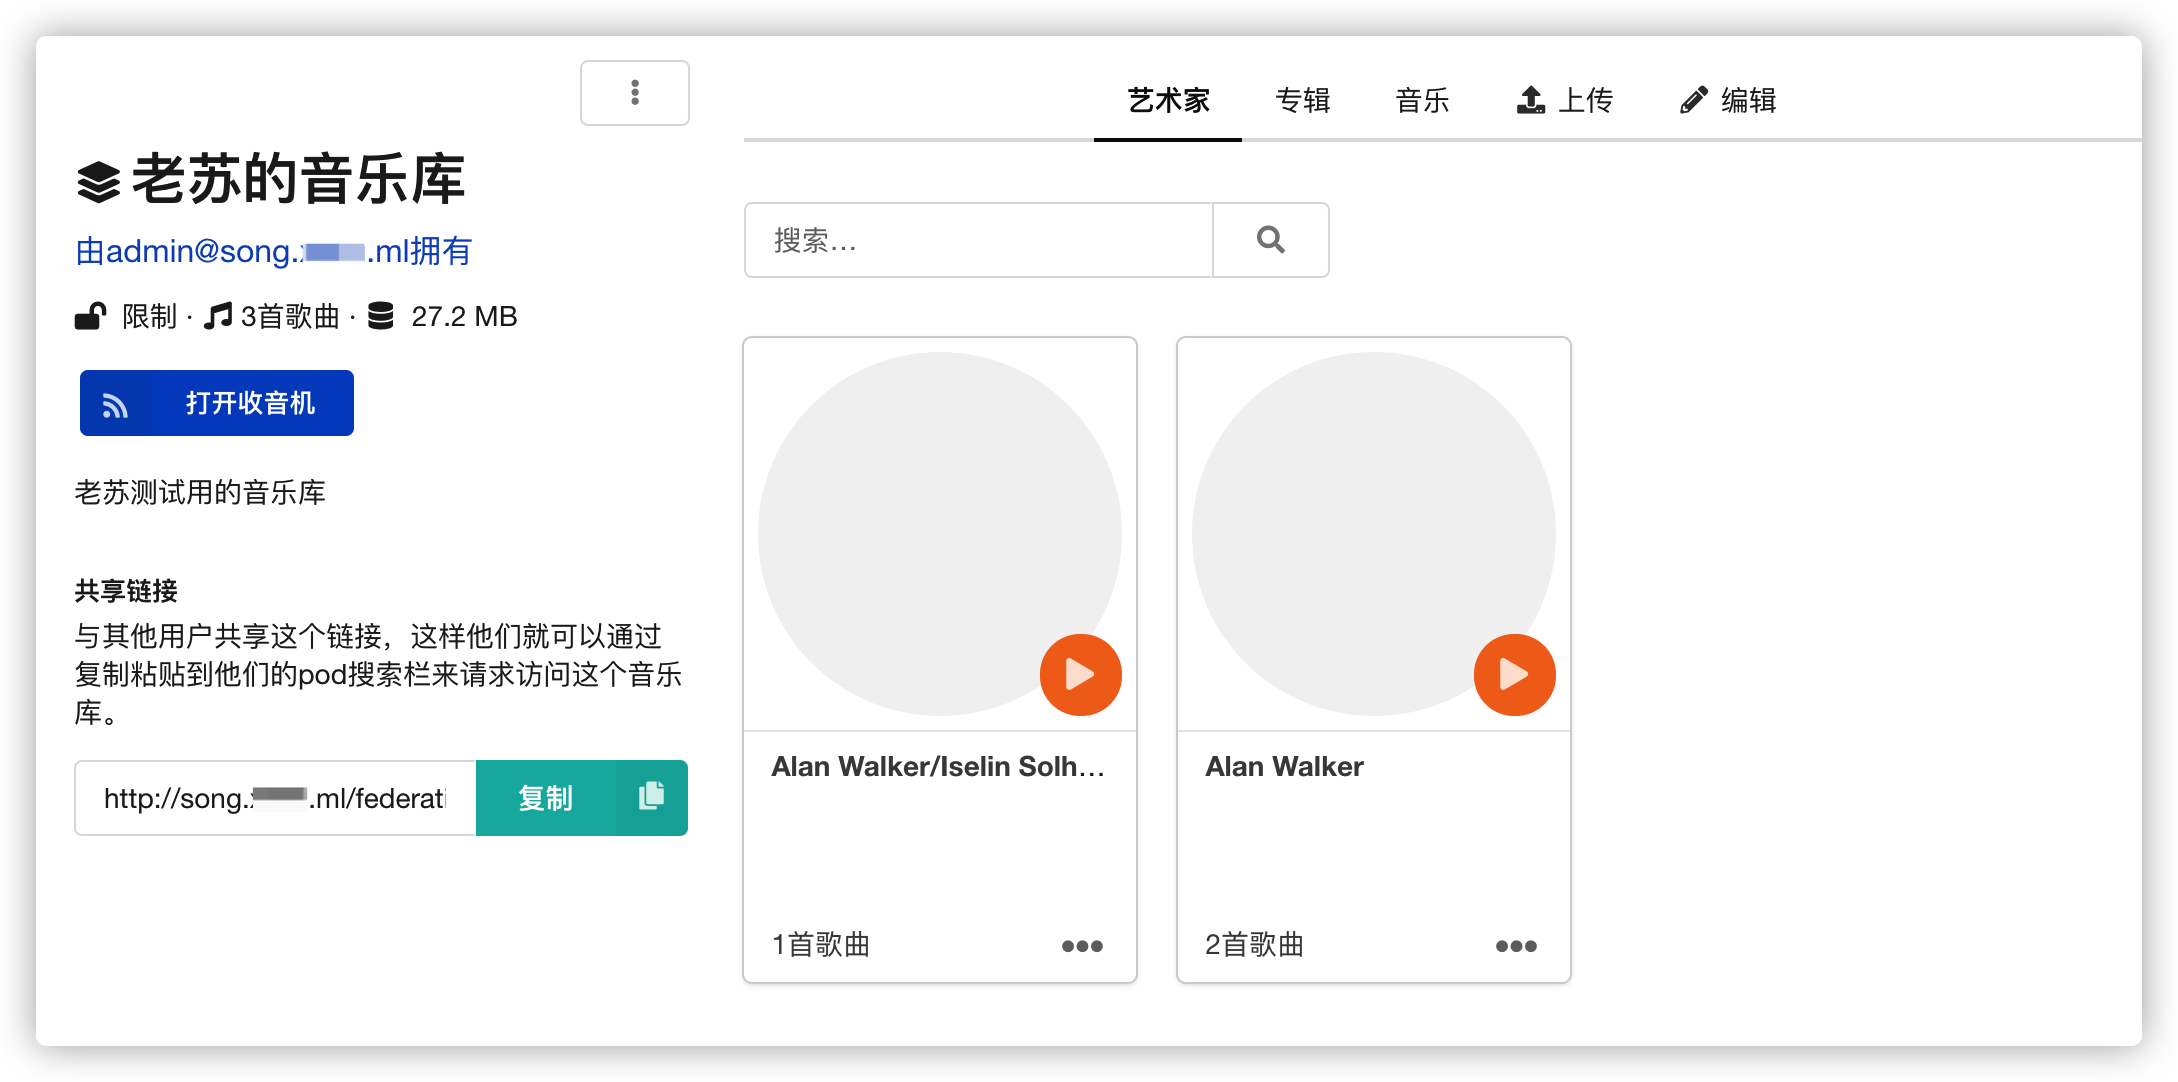 老苏的音乐库
由admin@song.
.ml拥有
限制 · 3首歌曲 · 27.2 MB
打开收音机
老苏测试用的音乐库
共享链接
与其他用户共享这个链接，这样他们就可以通过
复制粘贴到他们的pod搜索栏来请求访问这个音乐
库。
http://song.
.ml/federati
复制
艺术家 专辑 音乐 上传 编辑
搜索…
Alan Walker/Iselin Solh…
1首歌曲
Alan Walker
2首歌曲